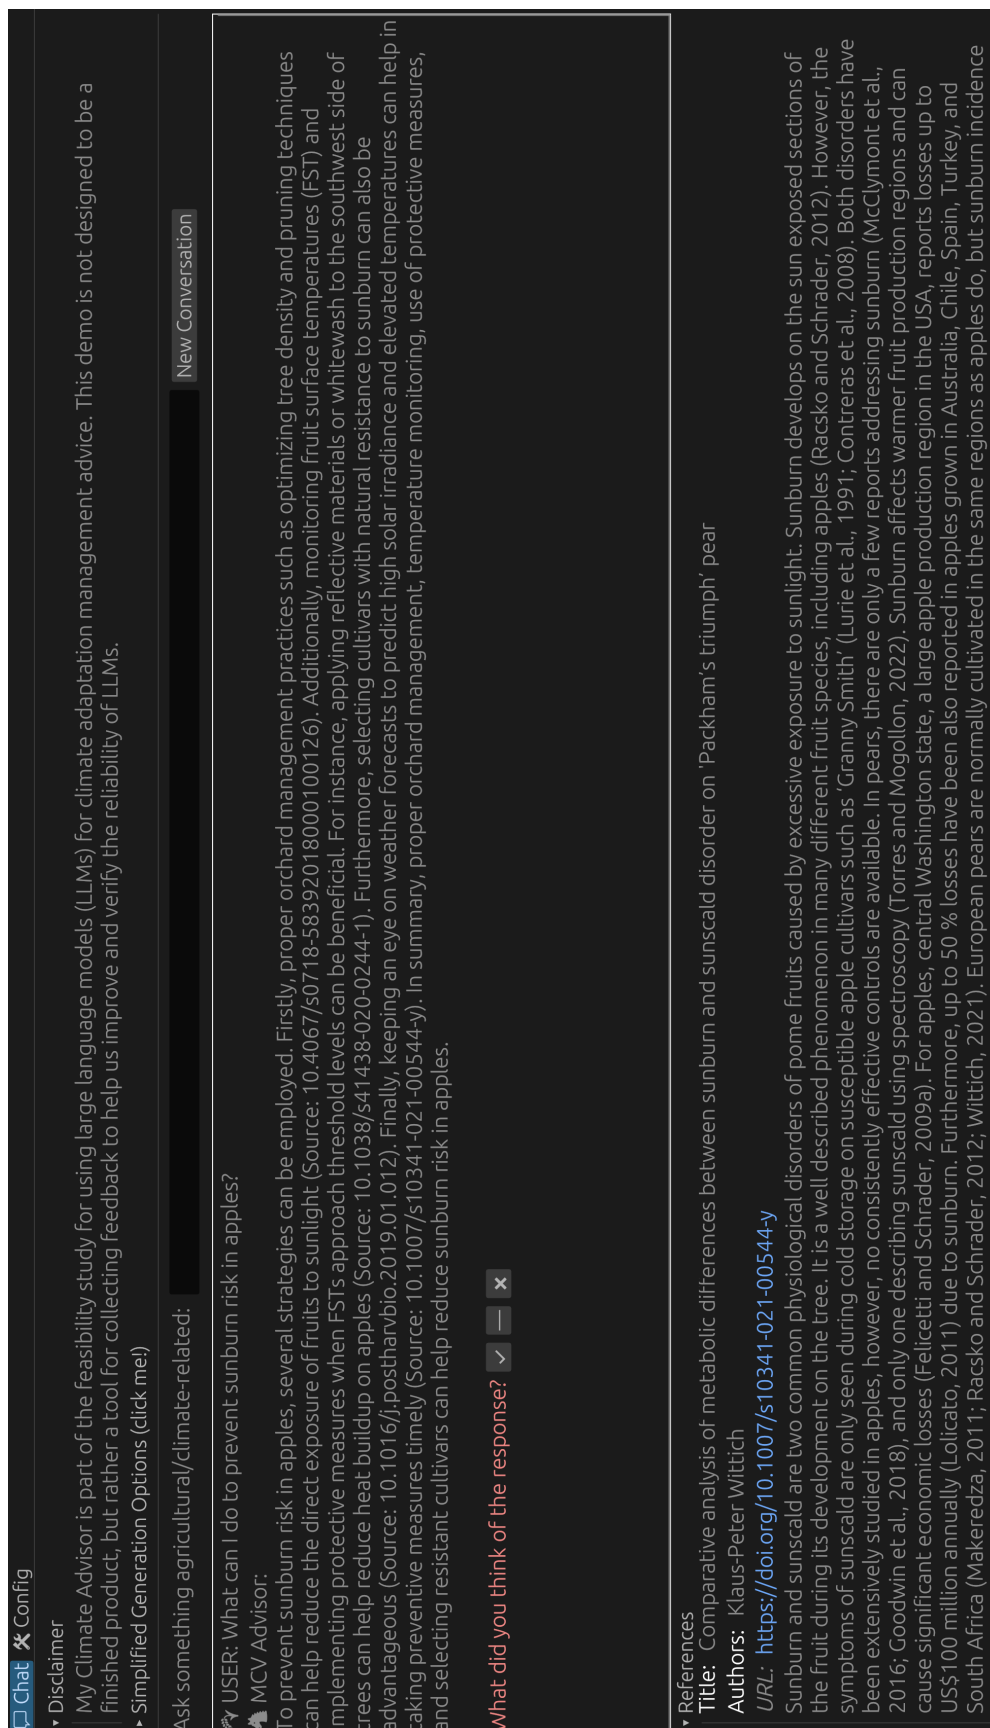 Chat Config
Disclaimer
My Climate Advisor is part of the feasibility study for using large language models (LLMs) for climate adaptation management advice. This demo is not designed to be a
finished product, but rather a tool for collecting feedback to help us improve and verify the reliability of LLMs.
Simplified Generation Options (click me!)
Ask something agricultural/climate-related: New Conversation
USER: What can I do to prevent sunburn risk in apples?
MCV Advisor:
To prevent sunburn risk in apples, several strategies can be employed. Firstly, proper orchard management practices such as optimizing tree density and pruning techniques
can help reduce the direct exposure of fruits to sunlight (Source: 10.4067/s0718-58392018000100126). Additionally, monitoring fruit surface temperatures (FST) and
mplementing protective measures when FSTs approach threshold levels can be beneficial. For instance, applying reflective materials or whitewash to the southwest side of
trees can help reduce heat buildup on apples (Source: 10.1038/s41438-020-0244-1). Furthermore, selecting cultivars with natural resistance to sunburn can also be
advantageous (Source: 10.1016/j.postharvbio.2019.01.012). Finally, keeping an eye on weather forecasts to predict high solar irradiance and elevated temperatures can help in
taking preventive measures timely (Source: 10.1007/s10341-021-00544-y). In summary, proper orchard management, temperature monitoring, use of protective measures,
and selecting resistant cultivars can help reduce sunburn risk in apples.
What did you think of the response?
References
Title: Comparative analysis of metabolic differences between sunburn and sunscald disorder on 'Packham's triumph' pear
Authors: Klaus-Peter Wittich
URL: https://doi.org/10.1007/s10341-021-00544-y
Sunburn and sunscald are two common physiological disorders of pome fruits caused by excessive exposure to sunlight. Sunburn develops on the sun exposed sections of
the fruit during its development on the tree. It is a well described phenomenon in many different fruit species, including apples (Racsko and Schrader, 2012). However, the
symptoms of sunscald are only seen during cold storage on susceptible apple cultivars such as 'Granny Smith' (Lurie et al., 1991; Contreras et al., 2008). Both disorders have
been extensively studied in apples, however, no consistently effective controls are available. In pears, there are only a few reports addressing sunburn (McClymont et al.,
2016; Goodwin et al., 2018), and only one describing sunscald using spectroscopy (Torres and Mogollon, 2022). Sunburn affects warmer fruit production regions and can
cause significant economic losses (Felicetti and Schrader, 2009a). For apples, central Washington state, a large apple production region in the USA, reports losses up to
US$100 million annually (Lolicato, 2011) due to sunburn. Furthermore, up to 50 % losses have been also reported in apples grown in Australia, Chile, Spain, Turkey, and
South Africa (Makeredza, 2011; Racsko and Schrader, 2012; Wittich, 2021). European pears are normally cultivated in the same regions as apples do, but sunburn incidence